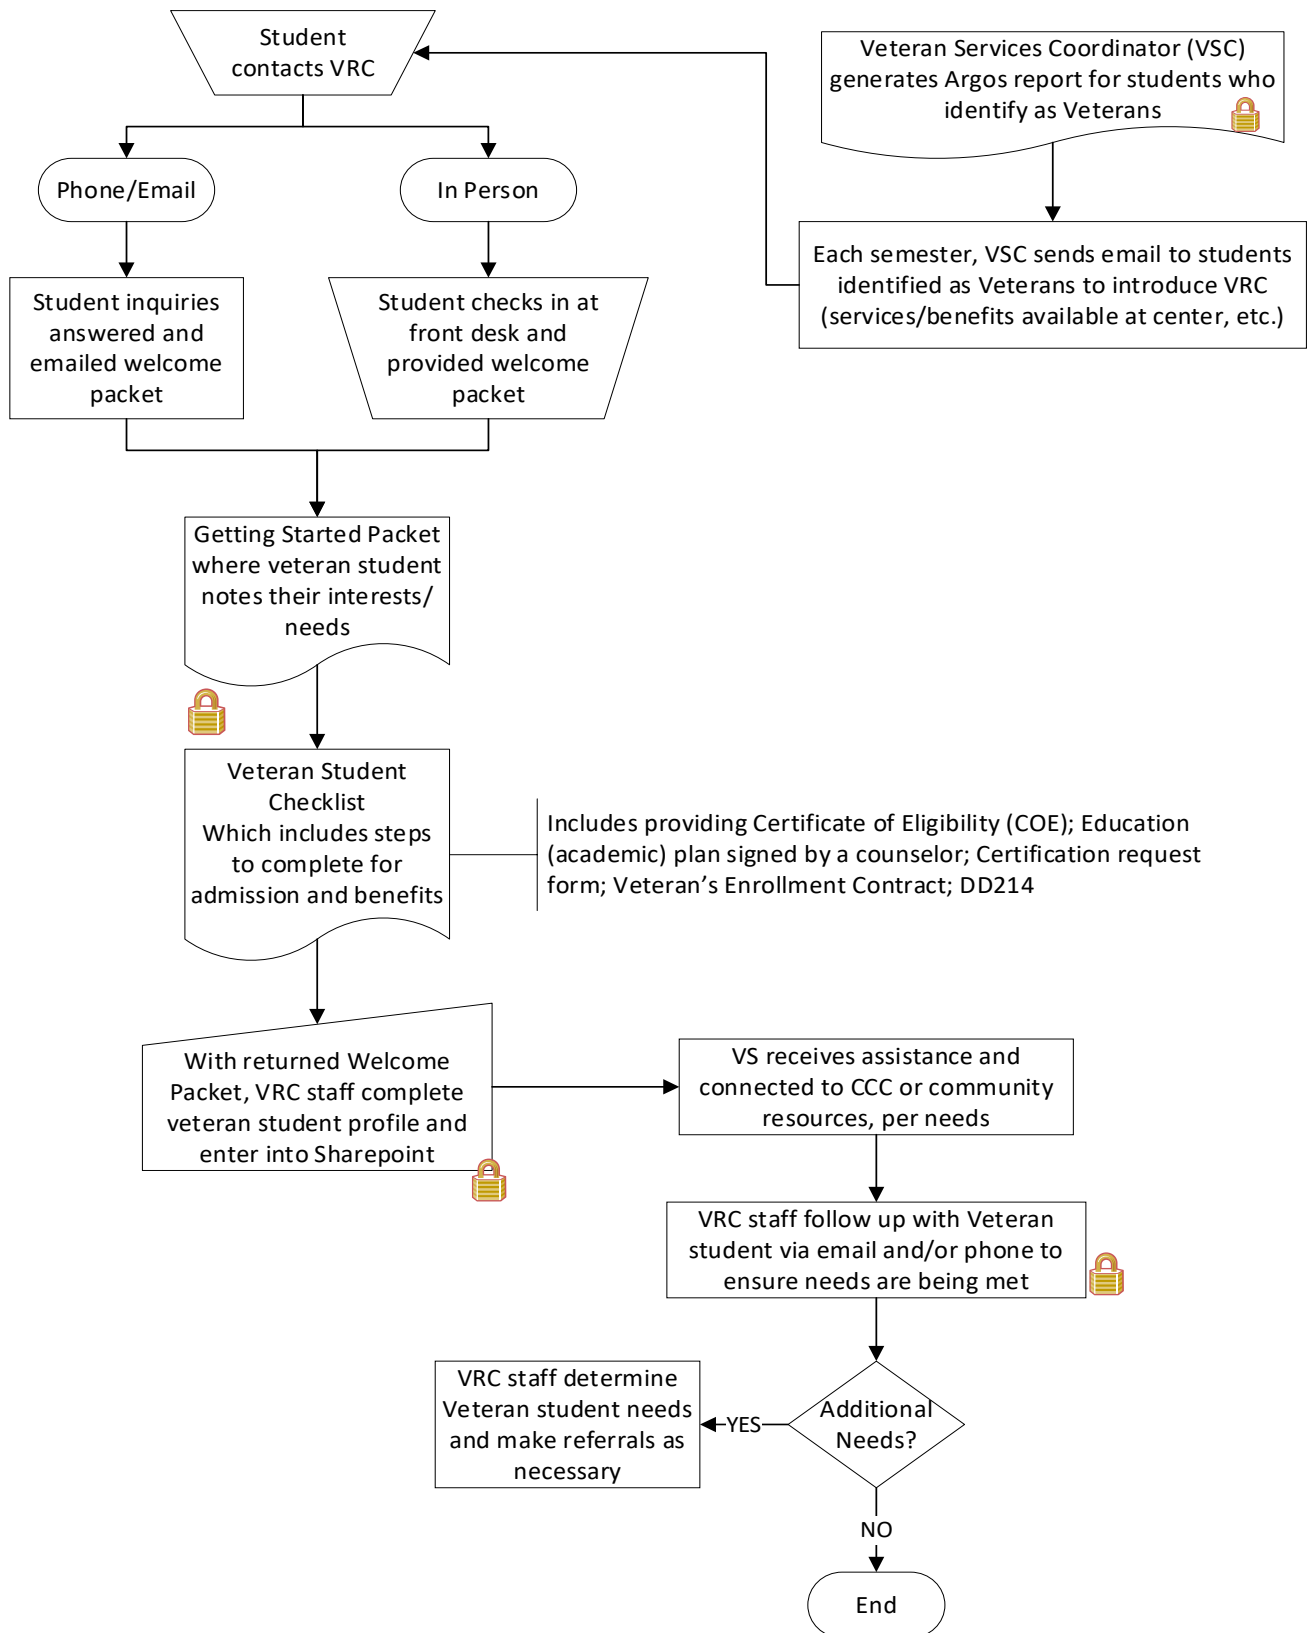 Student
contacts VRC
Veteran Services Coordinator (VSC)
generates Argos report for students who
identify as Veterans
Phone/Email
In Person
Each semester, VSC sends email to students
identified as Veterans to introduce VRC
(services/benefits available at center, etc.)
Student inquiries
answered and
emailed welcome
packet
Student checks in at
front desk and
provided welcome
packet
Getting Started Packet
where veteran student
notes their interests/
needs
Veteran Student
Checklist
Which includes steps
to complete for
admission and benefits
Includes providing Certificate of Eligibility (COE); Education
(academic) plan signed by a counselor; Certification request
form; Veteran’s Enrollment Contract; DD214
With returned Welcome
Packet, VRC staff complete
veteran student profile and
enter into Sharepoint
VS receives assistance and
connected to CCC or community
resources, per needs
VRC staff follow up with Veteran
student via email and/or phone to
ensure needs are being met
VRC staff determine
Veteran student needs
and make referrals as
necessary
YES
Additional
Needs?
NO
End